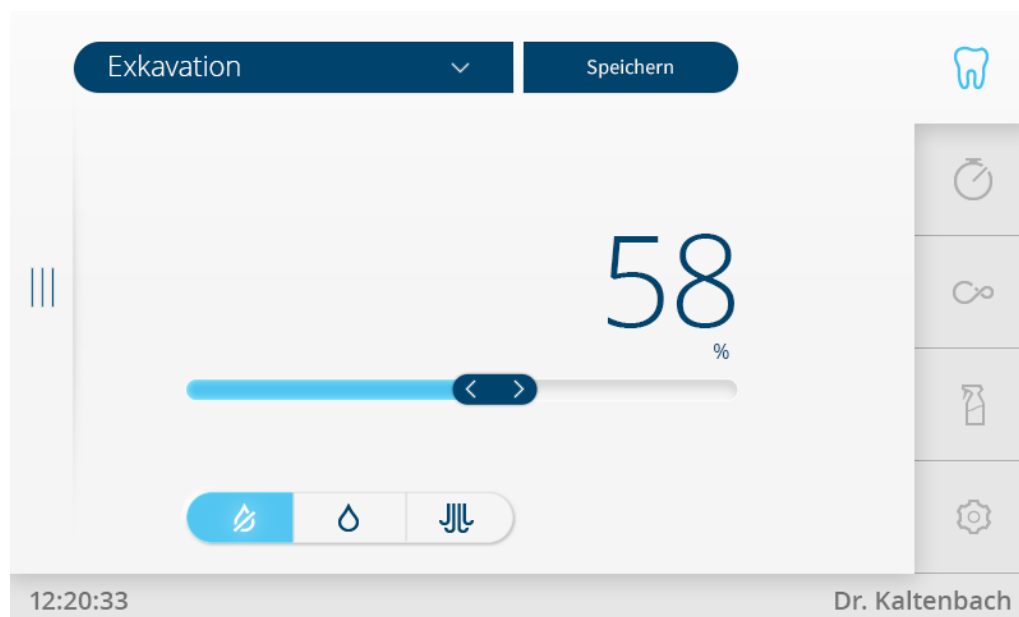 Exkavation
Speichern
58
%
12:20:33
Dr. Kaltenbach